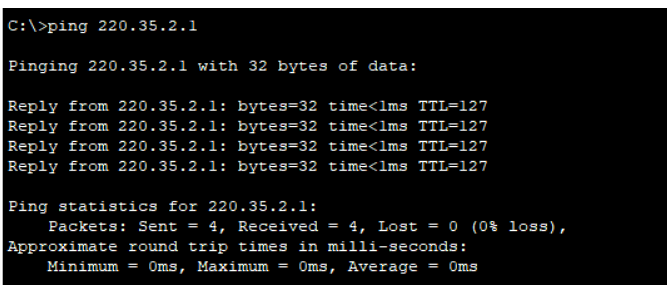 C:\>ping 220.35.2.1
Pinging 220.35.2.1 with 32 bytes of data:
Reply from 220.35.2.1: bytes=32 time<1ms TTL=127
Reply from 220.35.2.1: bytes=32 time<1ms TTL=127
Reply from 220.35.2.1: bytes=32 time<1ms TTL=127
Reply from 220.35.2.1: bytes=32 time<1ms TTL=127
Ping statistics for 220.35.2.1:
Packets: Sent = 4, Received = 4, Lost = 0 (0% loss),
Approximate round trip times in milli-seconds:
Minimum = 0ms, Maximum = 0ms, Average = 0ms